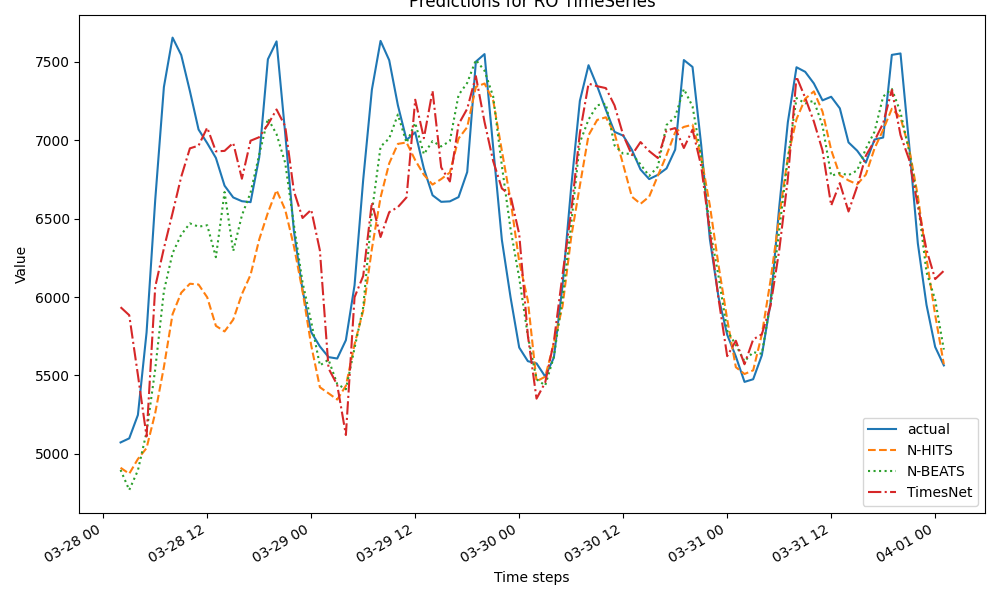 Predictions for RO TimeSeries
Value
7500
7000
6500
6000
5500
5000
actual
N-HITS
N-BEATS
TimesNet
03-28 00
03-28 12
03-29 00
03-29 12
03-30 00
03-30 12
03-31 00
03-31 12
04-01 00
Time steps